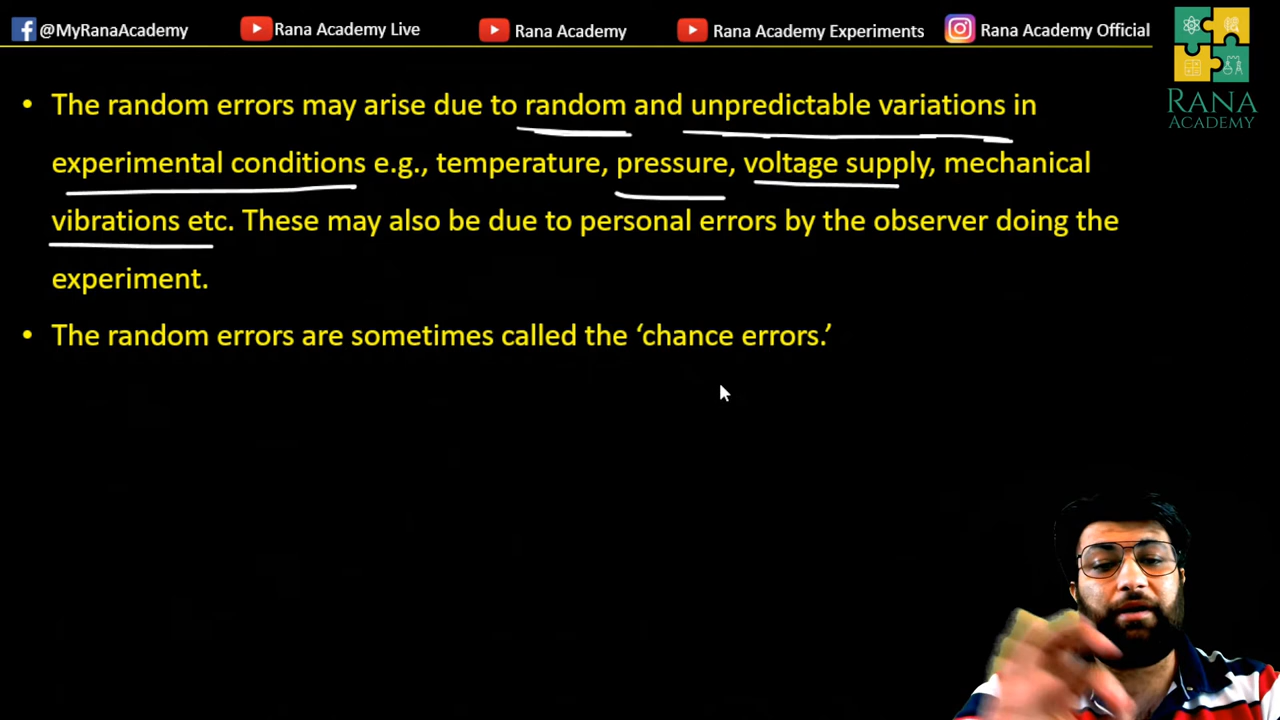 @MyRanaAcademy
Rana Academy Live
Rana Academy
Rana Academy Experiments
Rana Academy Official
RANA
ACADEMY
• The random errors may arise due to random and unpredictable variations in
experimental conditions e.g., temperature, pressure, voltage supply, mechanical
vibrations etc. These may also be due to personal errors by the observer doing the
experiment.
• The random errors are sometimes called the ‘chance errors.’